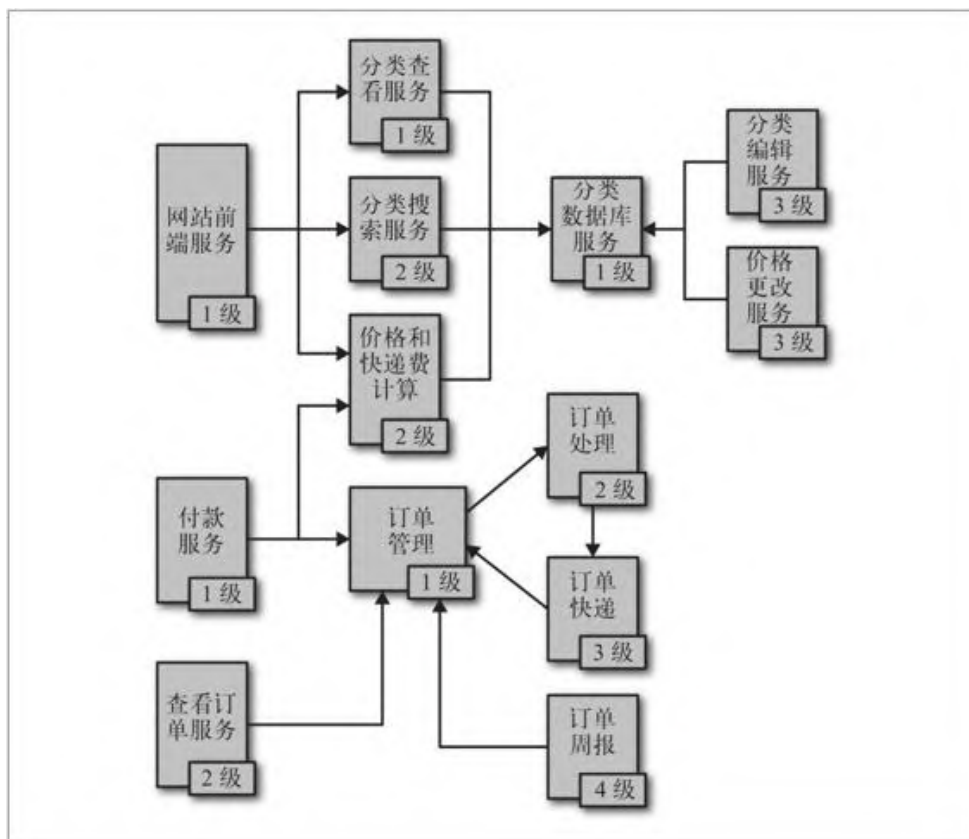 分类查
看服务
1 级
网站前
端服务
1 级
分类搜
索服务
2 级
价格和
快递费
计算
2 级
分类
数据库
服务
1 级
分类
编辑
服务
3 级
价格
更改
服务
3 级
付款
服务
1 级
订单
管理
1 级
订单
处理
2 级
订单
快递
3 级
查看订
单服务
2 级
订单
周报
4 级